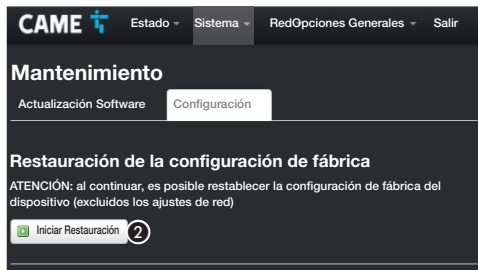 CAME Estado Sistema RedOpciones Generales Salir
Mantenimiento
Actualización Software Configuración
Restauración de la configuración de fábrica
ATENCIÓN: al continuar, es posible restablecer la configuración de fábrica del
dispositivo (excluidos los ajustes de red)
Iniciar Restauración 2